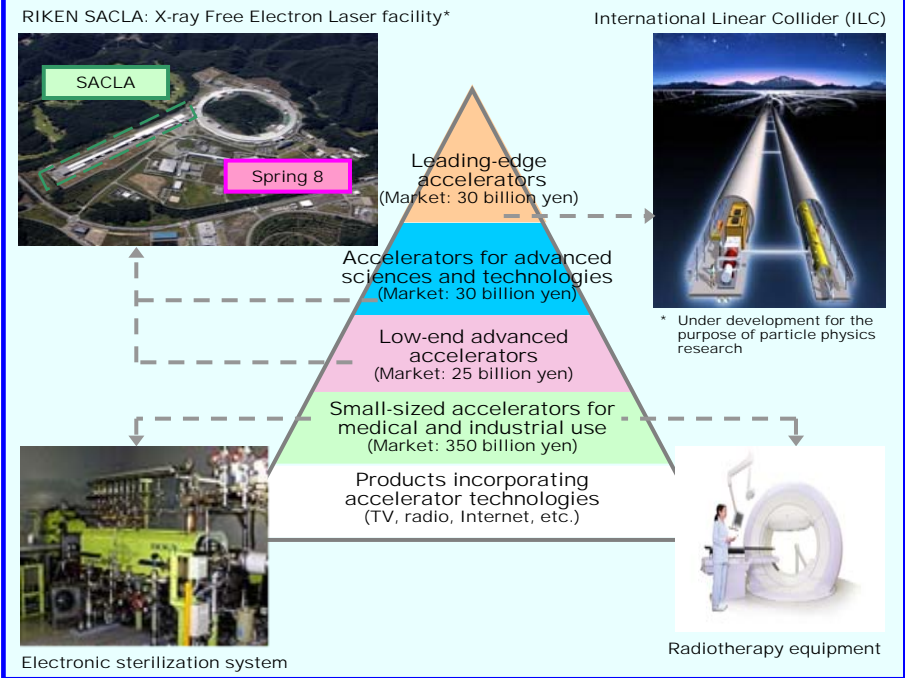 RIKEN SACLA: X-ray Free Electron Laser facility*
International Linear Collider (ILC)
SACLA
Spring 8
Leading-edge
accelerators
(Market: 30 billion yen)
Accelerators for advanced
sciences and technologies
(Market: 30 billion yen)
* Under development for the
purpose of particle physics
research
Low-end advanced
accelerators
(Market: 25 billion yen)
Small-sized accelerators for
medical and industrial use
(Market: 350 billion yen)
Products incorporating
accelerator technologies
(TV, radio, Internet, etc.)
Electronic sterilization system
Radiotherapy equipment